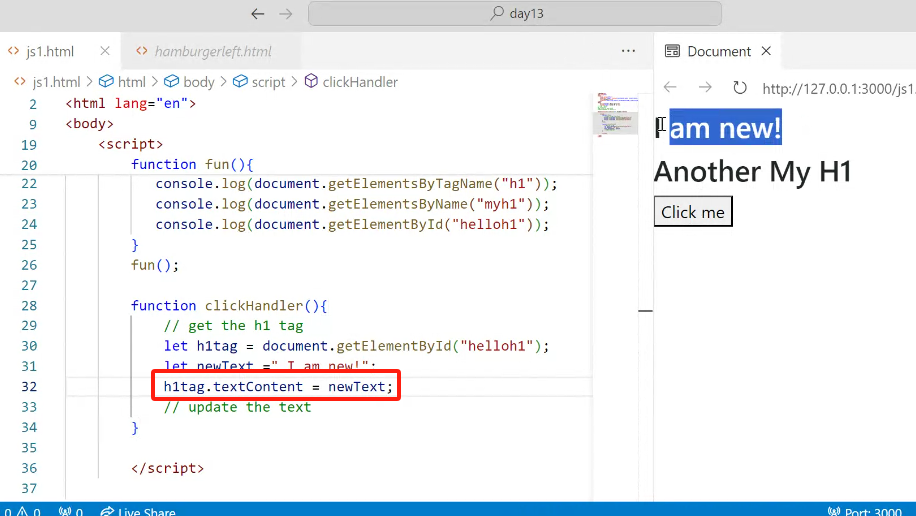 day13
js1.html
hamburgerleft.html
Document
js1.html > html > body > script > clickHandler
http://127.0.0.1:3000/js1.
2 <html lang="en">
9 <body>
19 <script>
20 function fun(){
22 console.log(document.getElementsByTagName("h1"));
23 console.log(document.getElementsByName("myh1"));
24 console.log(document.getElementById("helloh1"));
25 }
26 fun();
27
28 function clickHandler(){
29 // get the h1 tag
30 let h1tag = document.getElementById("helloh1");
31 let newText =" I am new!";
32 h1tag.textContent = newText;
33 // update the text
34 }
35
36 </script>
37
I am new!
Another My H1
Click me
0 0 0 Live Share Port: 3000